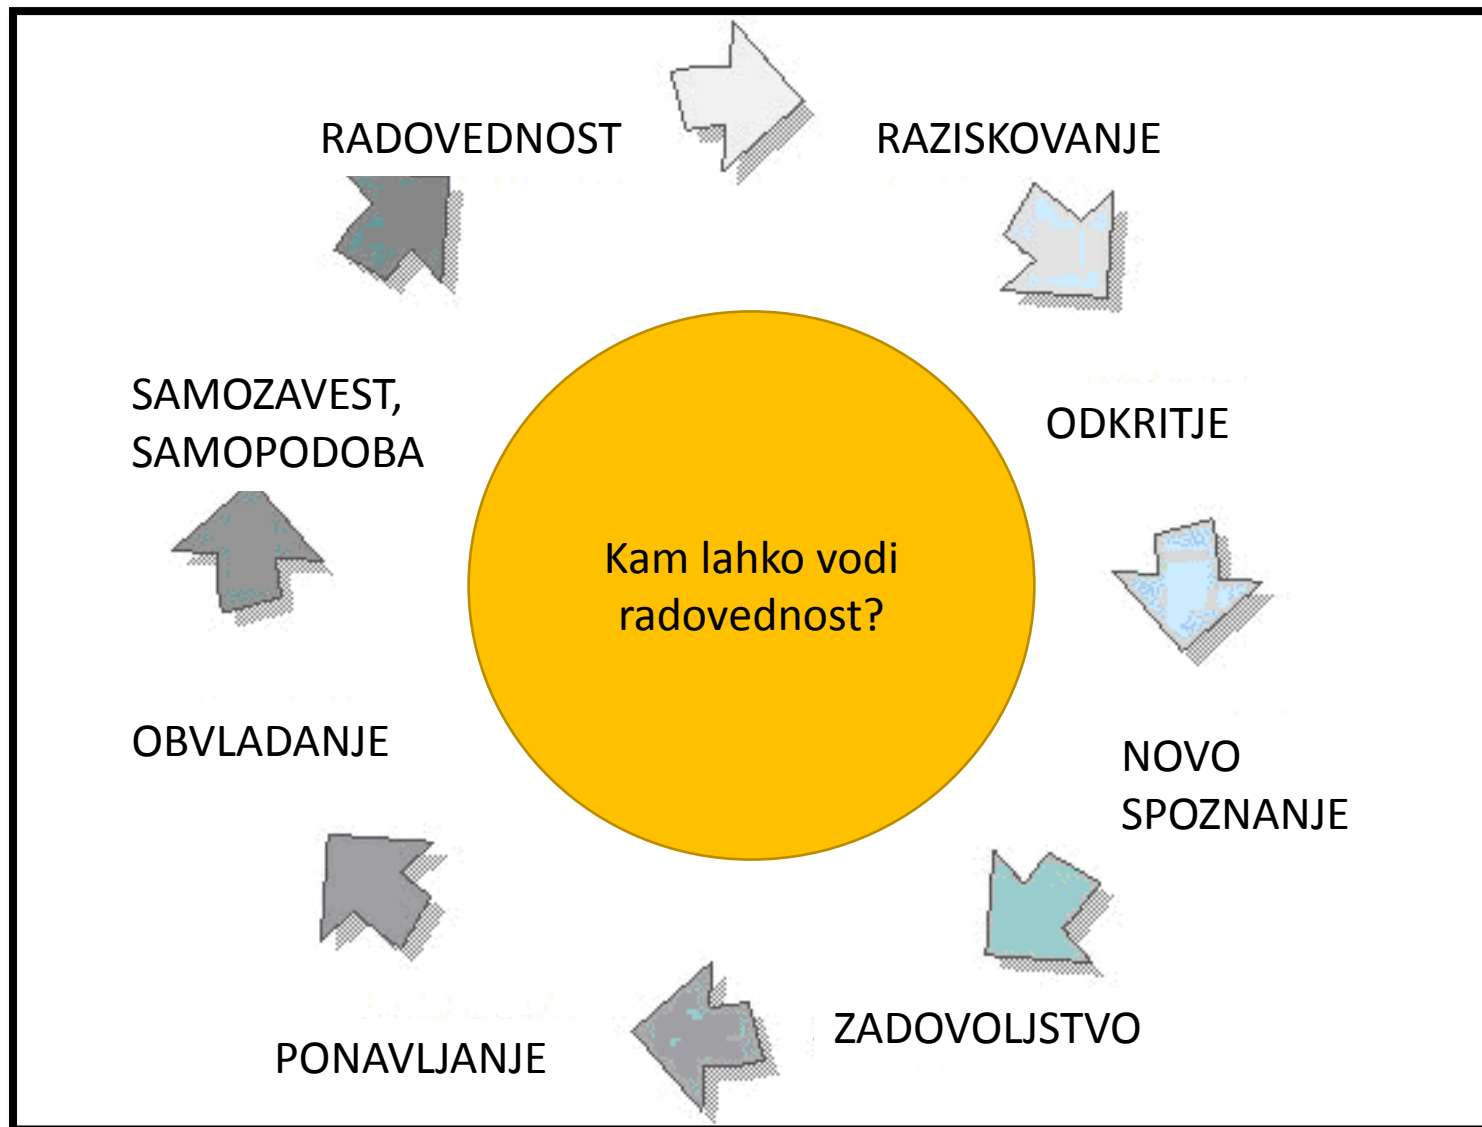 RADOVEDNOST
RAZISKOVANJE
ODKRITJE
NOVO
SPOZNANJE
ZADOVOLJSTVO
PONAVLJANJE
OBVLADANJE
SAMOZAVEST,
SAMOPODOBA
Kam lahko vodi
radovednost?